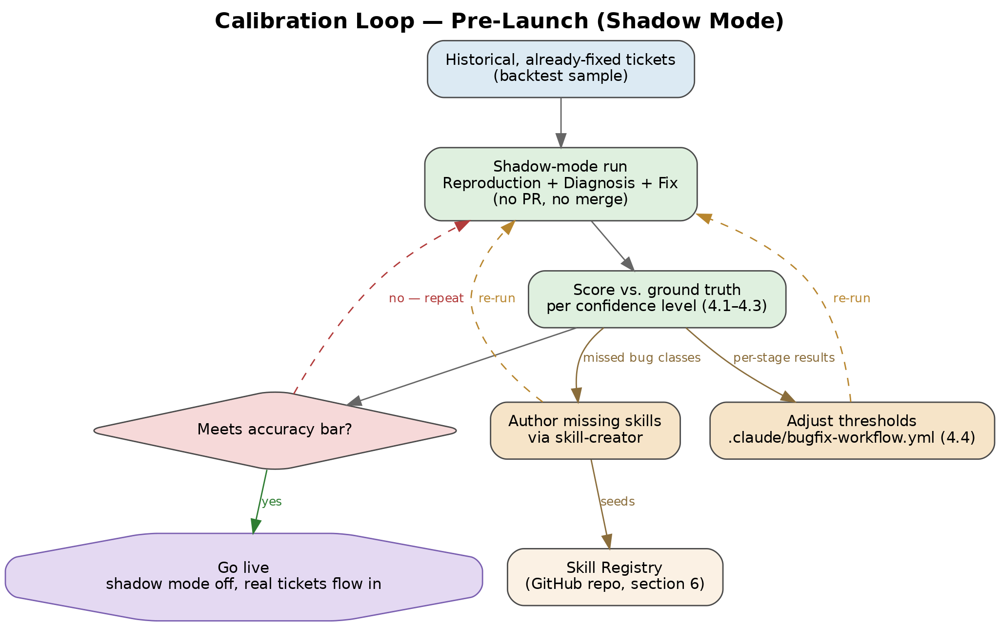 Calibration Loop — Pre-Launch (Shadow Mode)
Historical, already-fixed tickets
(backtest sample)
Shadow-mode run
Reproduction + Diagnosis + Fix
(no PR, no merge)
no — repeat
re-run
Score vs. ground truth
per confidence level (4.1–4.3)
re-run
missed bug classes
per-stage results
Meets accuracy bar?
Author missing skills
via skill-creator
Adjust thresholds
.claude/bugfix-workflow.yml (4.4)
yes
seeds
Go live
shadow mode off, real tickets flow in
Skill Registry
(GitHub repo, section 6)